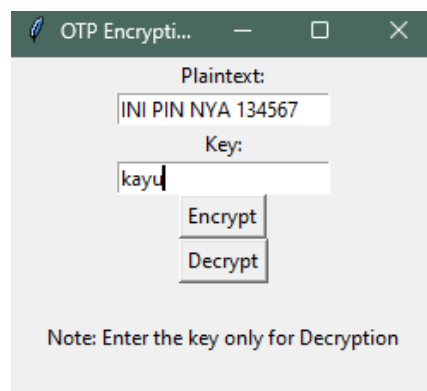 OTP Encrypti...
Plaintext:
INI PIN NYA 134567
Key:
kayu
Encrypt
Decrypt
Note: Enter the key only for Decryption